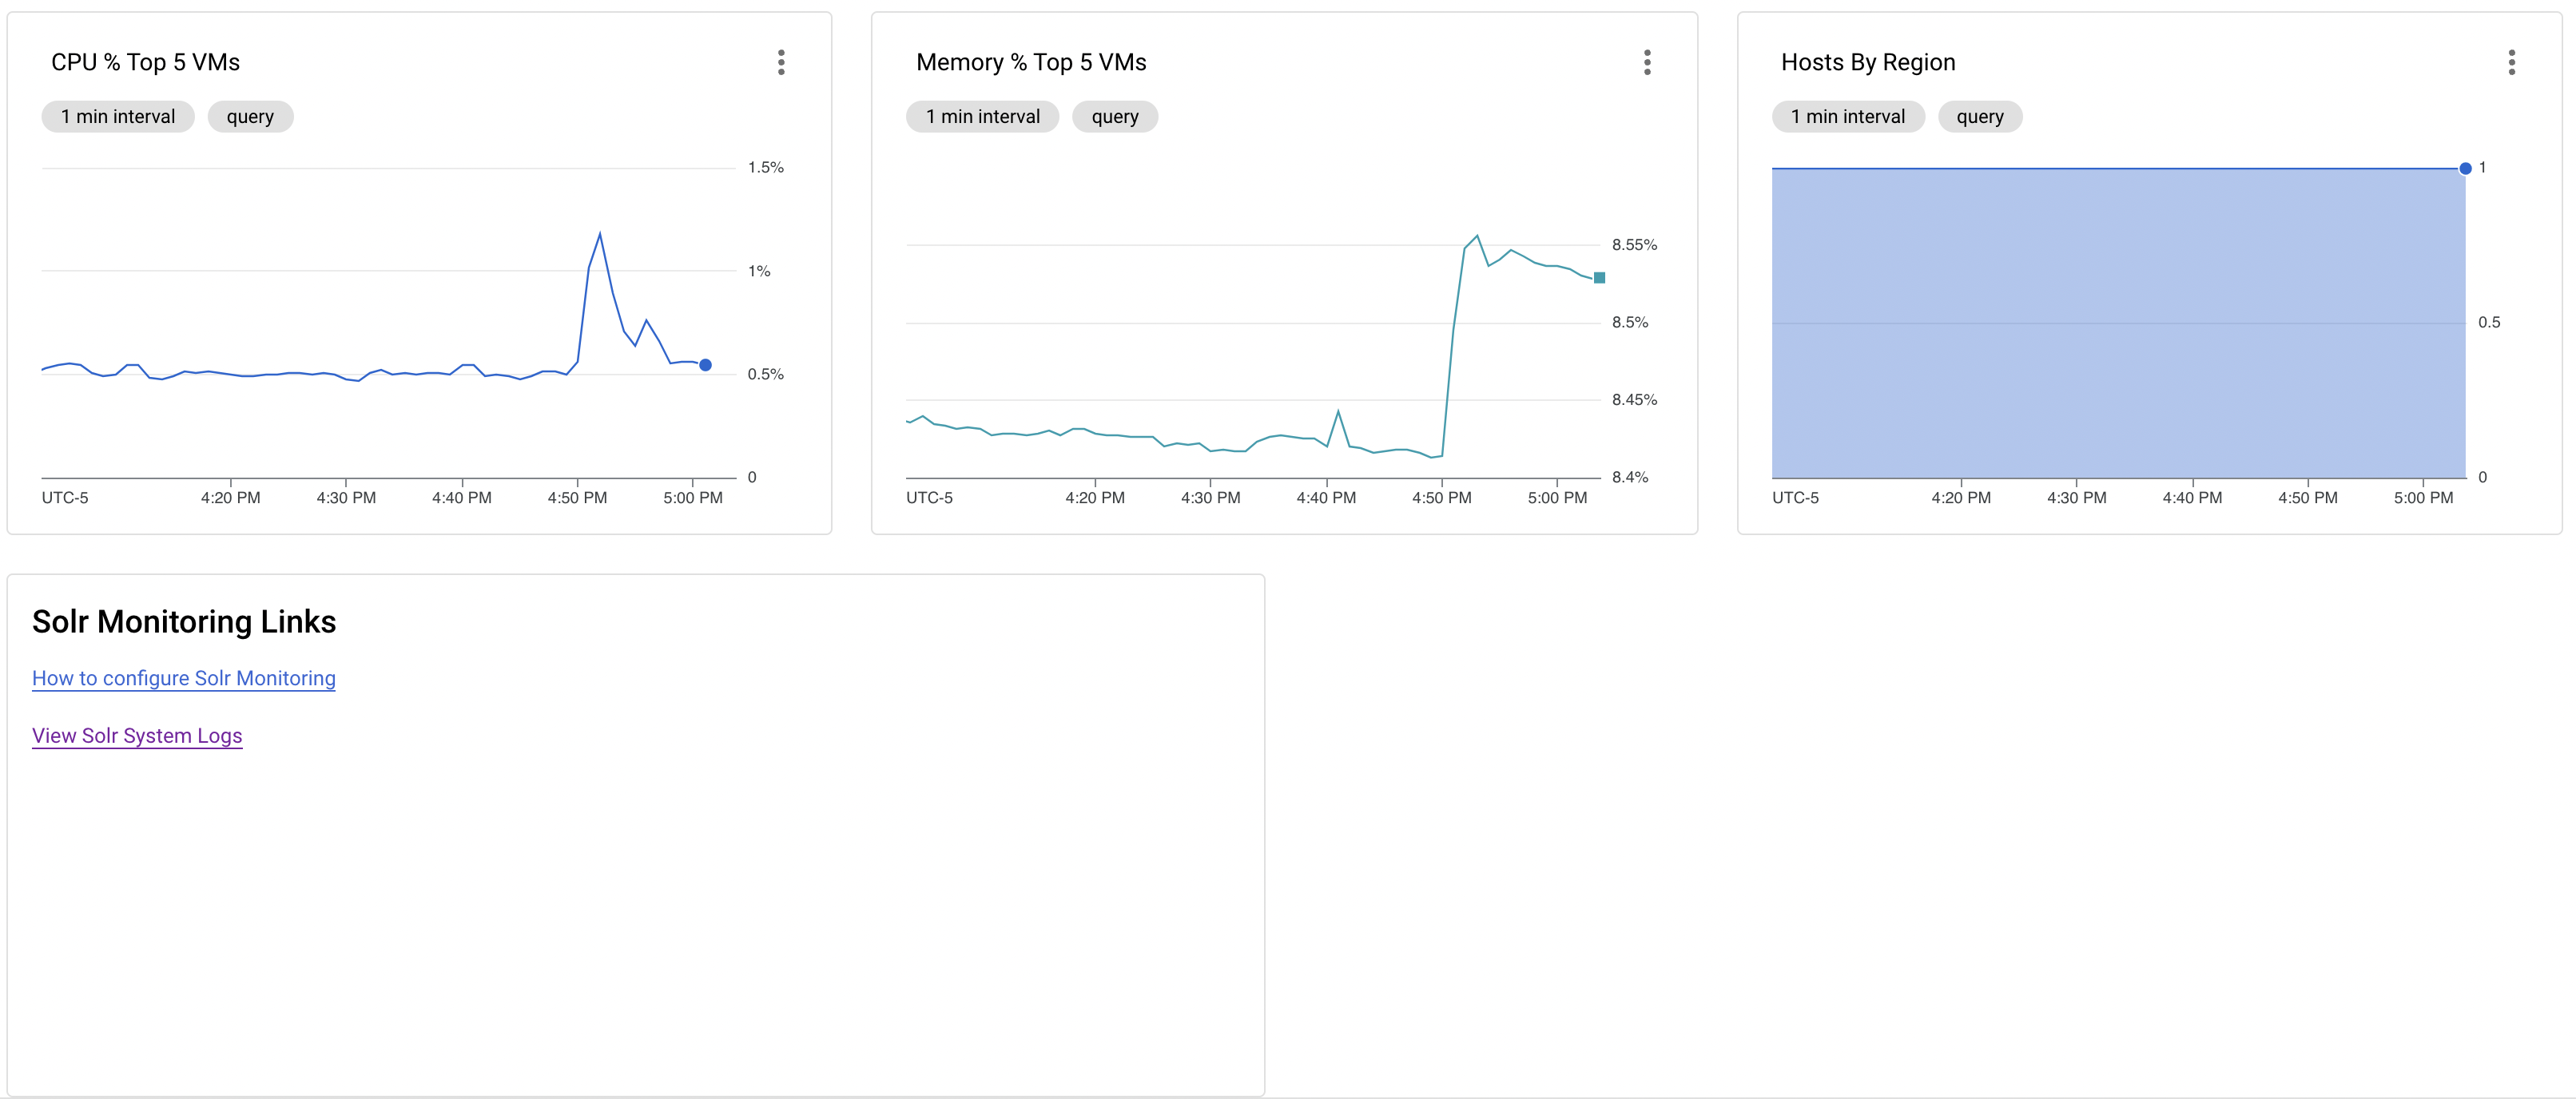 CPU % Top 5 VMs
1 min interval
query
1.5%
1%
0.5%
0
UTC-5
4:20 PM
4:30 PM
4:40 PM
4:50 PM
5:00 PM
Memory % Top 5 VMs
1 min interval
query
8.55%
8.5%
8.45%
8.4%
UTC-5
4:20 PM
4:30 PM
4:40 PM
4:50 PM
5:00 PM
Hosts By Region
1 min interval
query
1
0.5
0
UTC-5
4:20 PM
4:30 PM
4:40 PM
4:50 PM
5:00 PM
Solr Monitoring Links
How to configure Solr Monitoring
View Solr System Logs